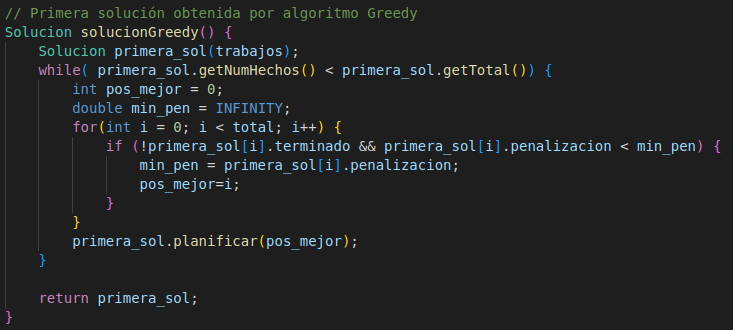 // Primera solución obtenida por algoritmo Greedy
Solucion solucionGreedy() {
    Solucion primera_sol(trabajos);
    while( primera_sol.getNumHechos() < primera_sol.getTotal()) {
        int pos_mejor = 0;
        double min_pen = INFINITY;
        for(int i = 0; i < total; i++) {
            if (!primera_sol[i].terminado && primera_sol[i].penalizacion < min_pen) {
                min_pen = primera_sol[i].penalizacion;
                pos_mejor=i;
            }
        }
        primera_sol.planificar(pos_mejor);
    }

    return primera_sol;
}